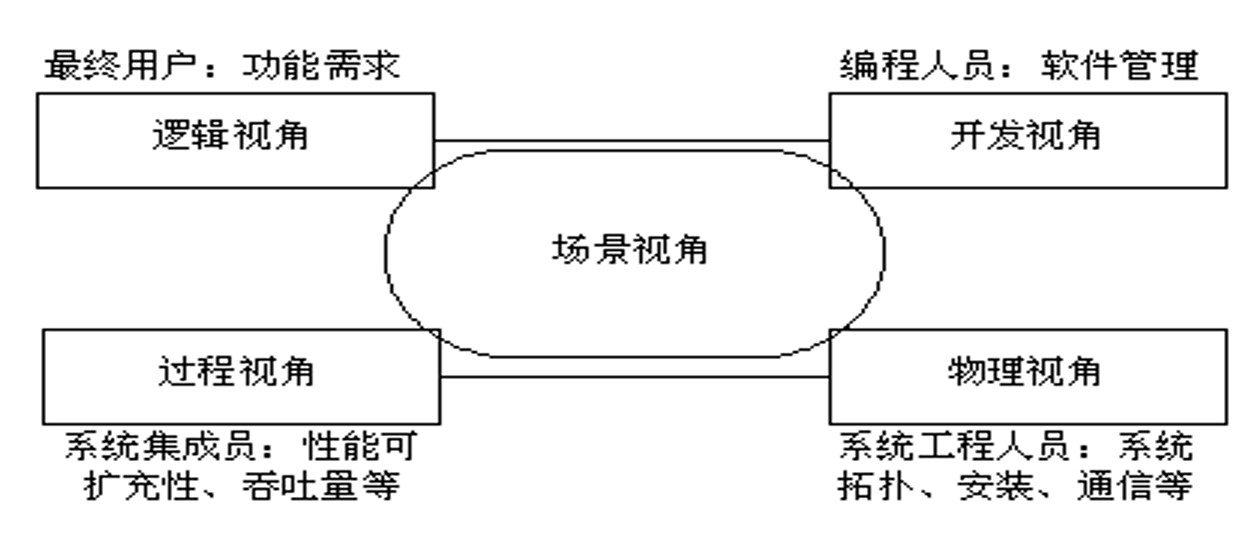 最终用户：功能需求
编程人员：软件管理
逻辑视角
开发视角
场景视角
过程视角
物理视角
系统集成员：性能可
扩充性、吞吐量等
系统工程人员：系统
拓扑、安装、通信等